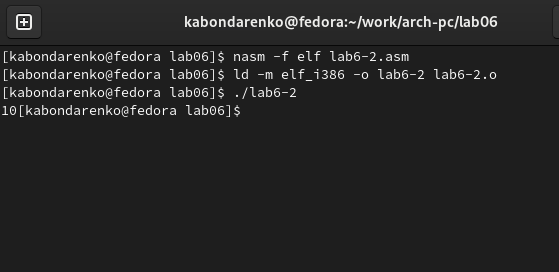 kabondarenko@fedora:~/work/arch-pc/lab06
[kabondarenko@fedora lab06]$ nasm -f elf lab6-2.asm
[kabondarenko@fedora lab06]$ ld -m elf_i386 -o lab6-2 lab6-2.o
[kabondarenko@fedora lab06]$ ./lab6-2
10[kabondarenko@fedora lab06]$